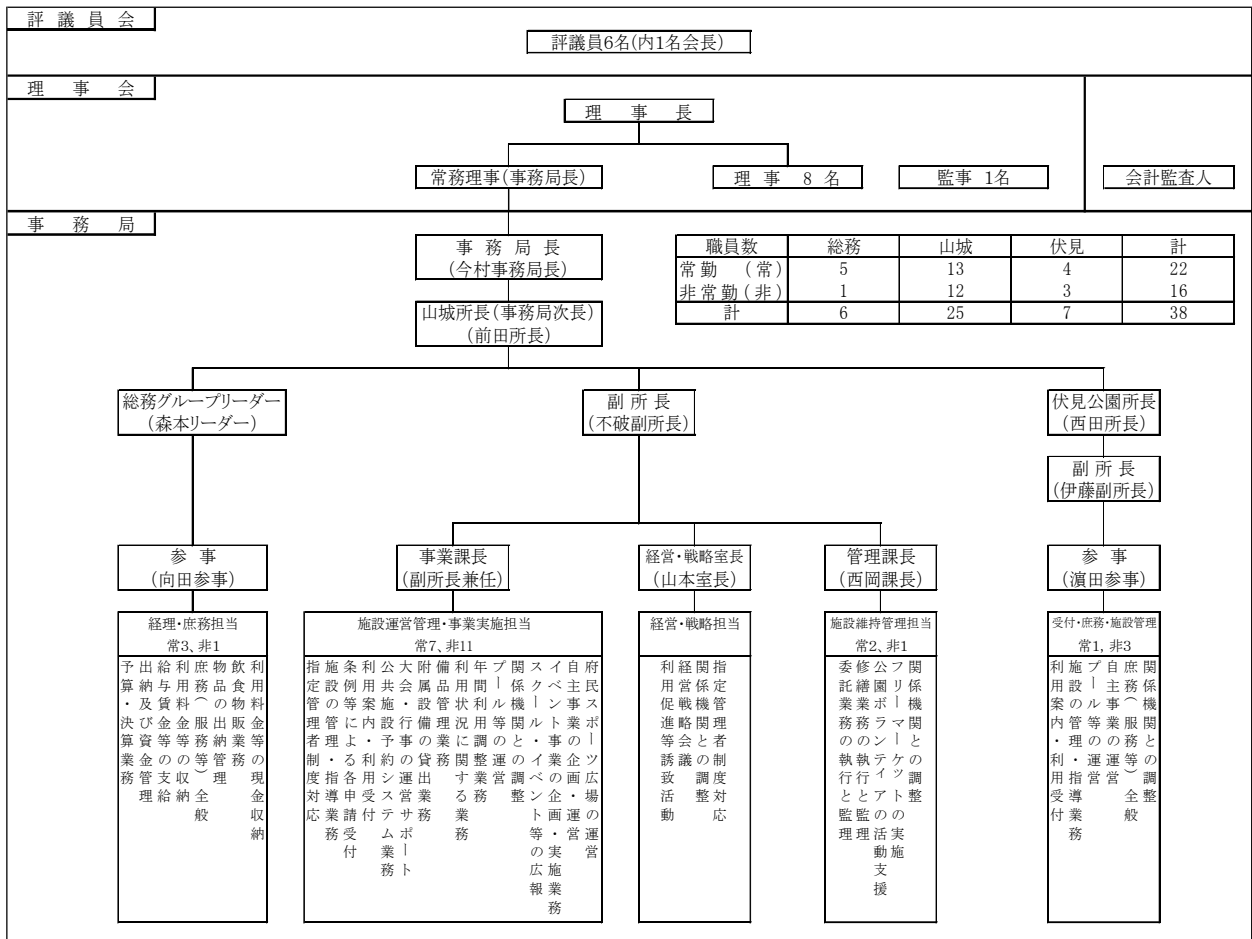 評議員会
評議員6名(内1名会長)
理事会
理事長
常務理事(事務局長)
理事 8名
監事 1名
会計監査人
事務局
事務局長
(今村事務局長)
職員数 総務 山城 伏見 計
常勤 (常) 5 13 4 22
非常勤(非) 1 12 3 16
計 6 25 7 38
山城所長(事務局次長)
(前田所長)
総務グループリーダー
(森本リーダー)
副所長
(不破副所長)
伏見公園所長
(西田所長)
副所長
(伊藤副所長)
参事
(向田参事)
事業課長
(副所長兼任)
経営・戦略室長
(山本室長)
管理課長
(西岡課長)
参事
(濵田参事)
経理・庶務担当
常3、非1
予算・決算業務
出納及び資金管理
給与賃金等の支給
利用料金等の収納
庶務(服務等)全般
物品の出納管理
飲食物販業務
利用料金等の現金収納
施設運営管理・事業実施担当
常7、非11
指定管理者制度対応
施設の管理・指導業務
条例等による各申請受付
利用案内・利用受付
公共施設予約システム業務
大会・行事の運営サポート
附属設備の貸出業務
備品管理業務
利用状況に関する業務
年間利用調整業務
プール等の運営
関係機関との調整
スクール・イベント等の広報
イベント事業の企画・実施業務
自主事業の企画・運営
府民スポーツ広場の運営
経営・戦略担当
利用促進等誘致活動
経営戦略会議
関係機関との調整
指定管理者制度対応
施設維持管理担当
常2、非1
委託業務の執行と監理
修繕業務の執行と監理
公園ボランティアの活動支援
フリーマーケットの実施
関係機関との調整
受付・庶務・施設管理
常1、非3
利用案内・利用受付
施設の管理・指導業務
プール等の運営
自主事業の運営
庶務(服務等)全般
関係機関との調整